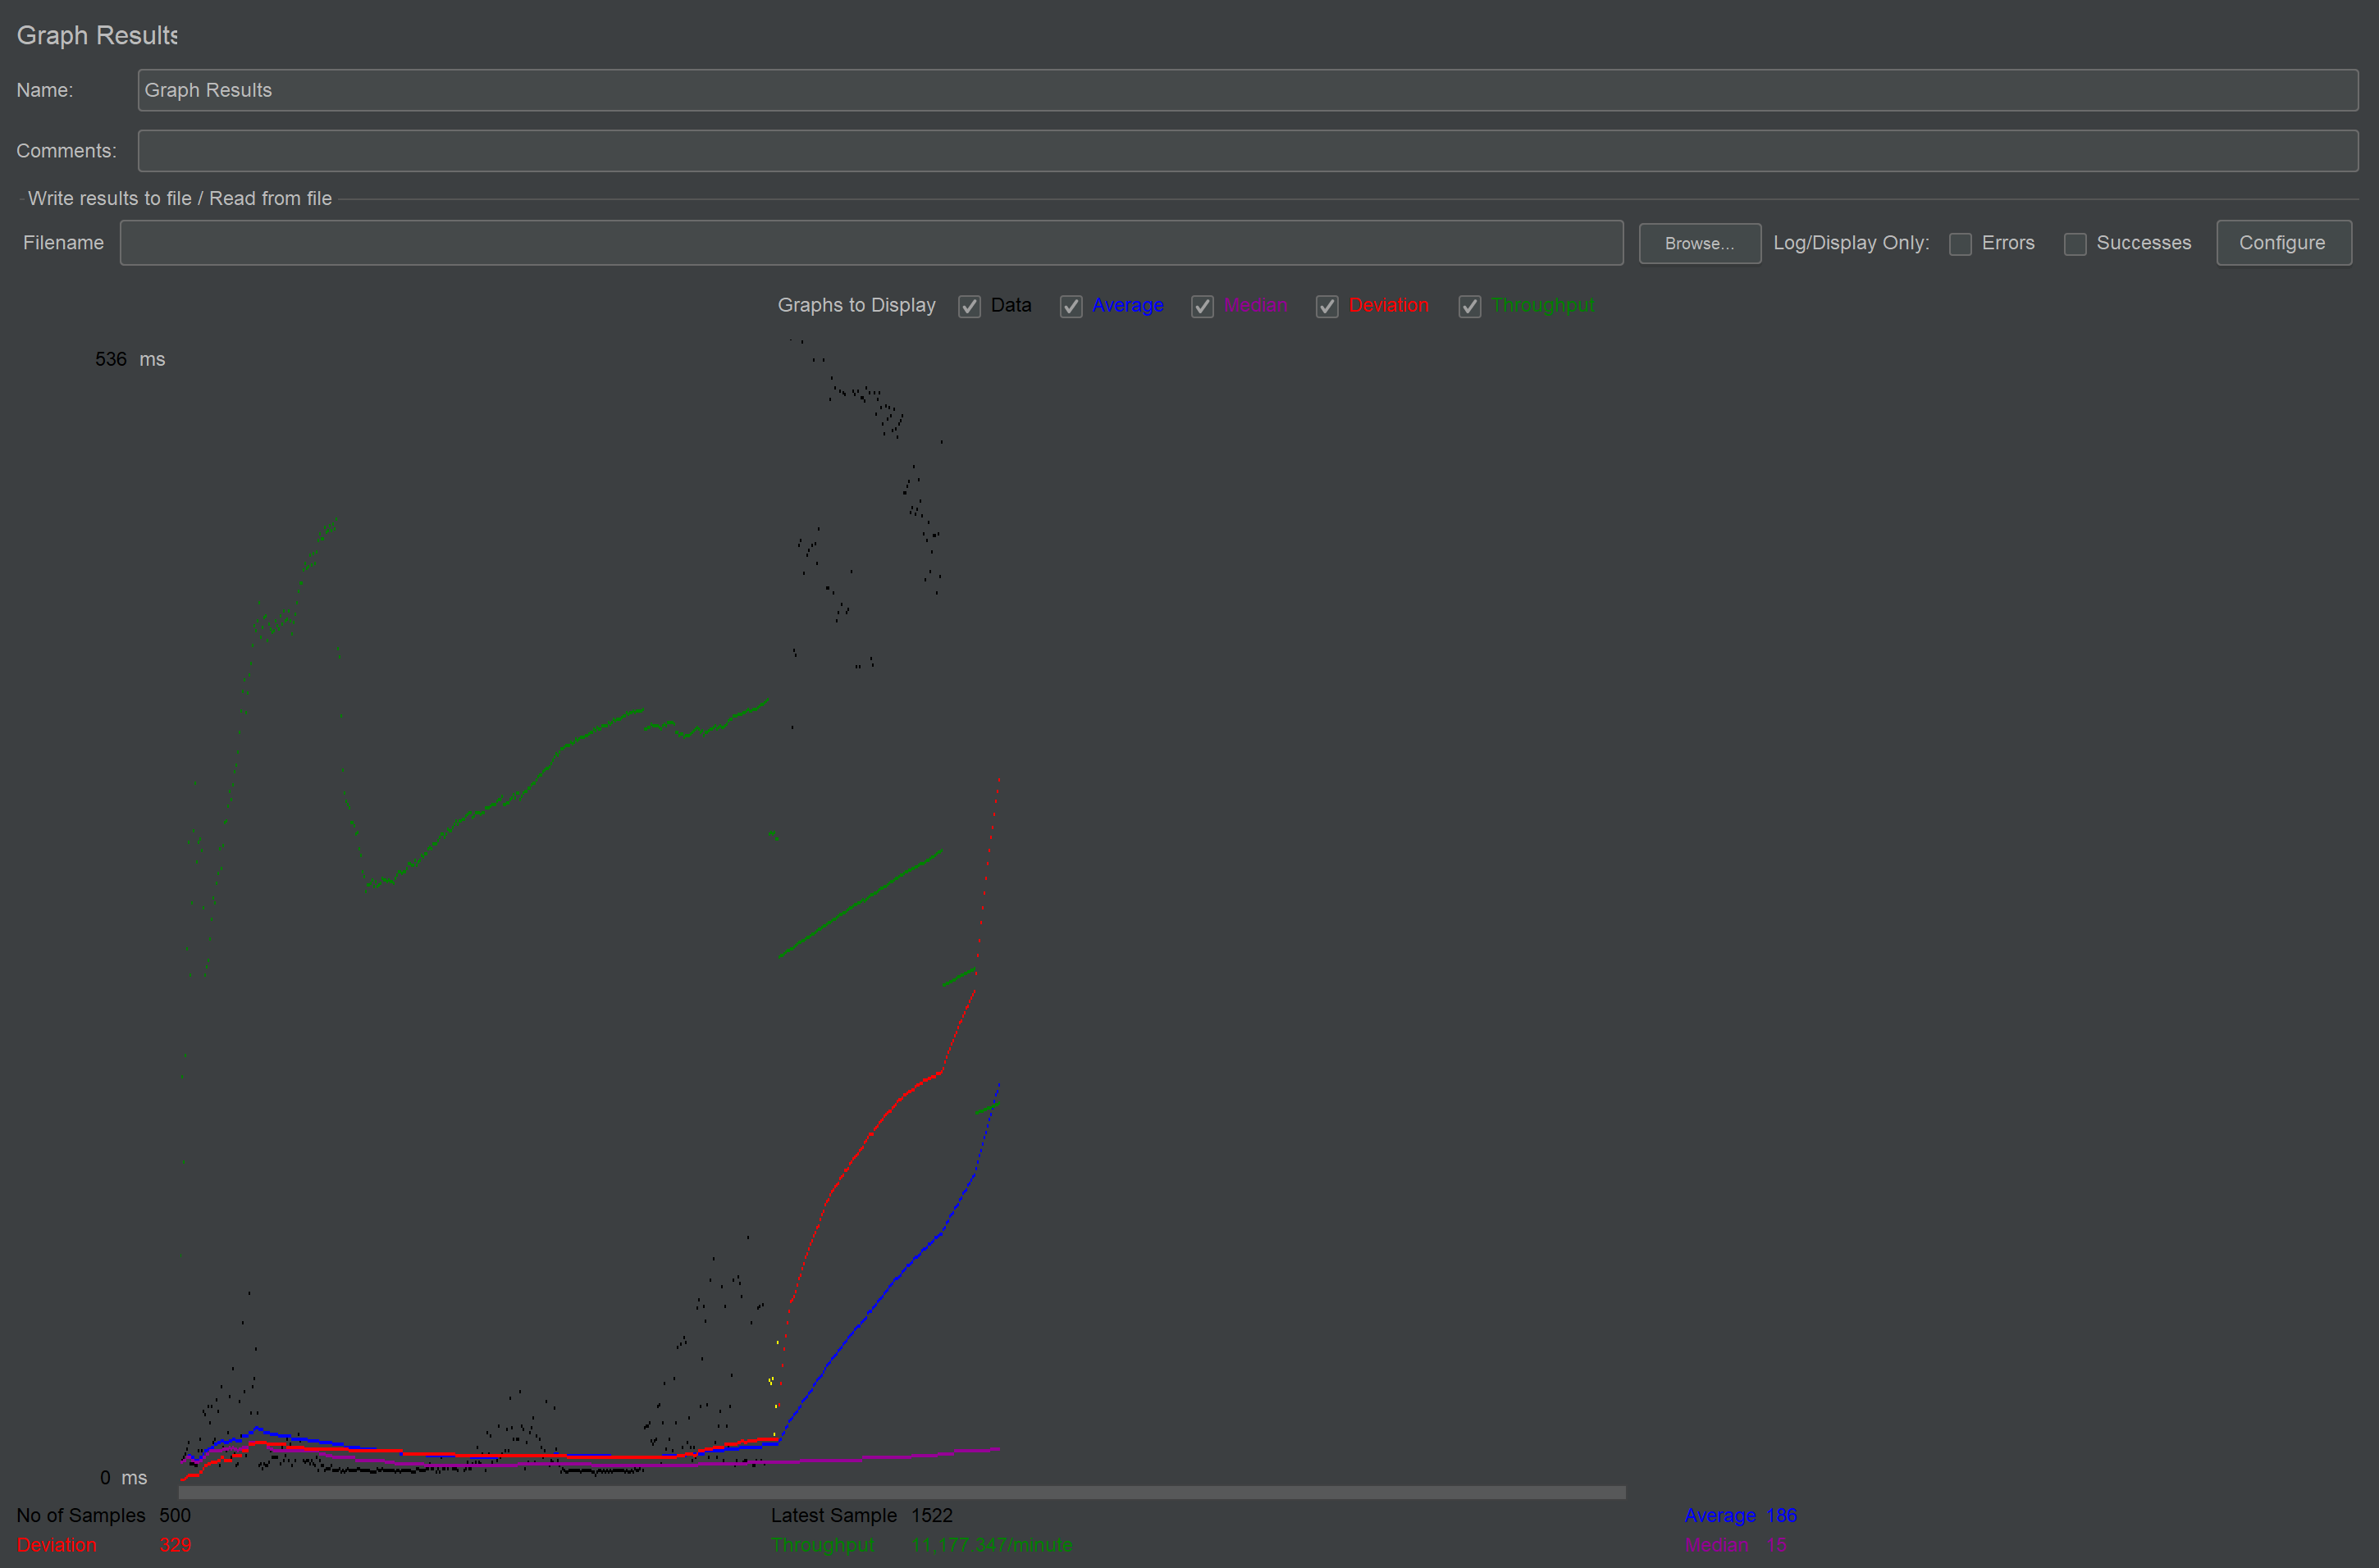 Graph Results
Name: Graph Results
Comments:
Write results to file / Read from file
Filename Browse... Log/Display Only: Errors Successes Configure
Graphs to Display Data Average Median Deviation Throughput
536 ms
0 ms
No of Samples 500 Latest Sample 1522 Average 186
Deviation 329 Throughput 11,177.347/minute Median 15